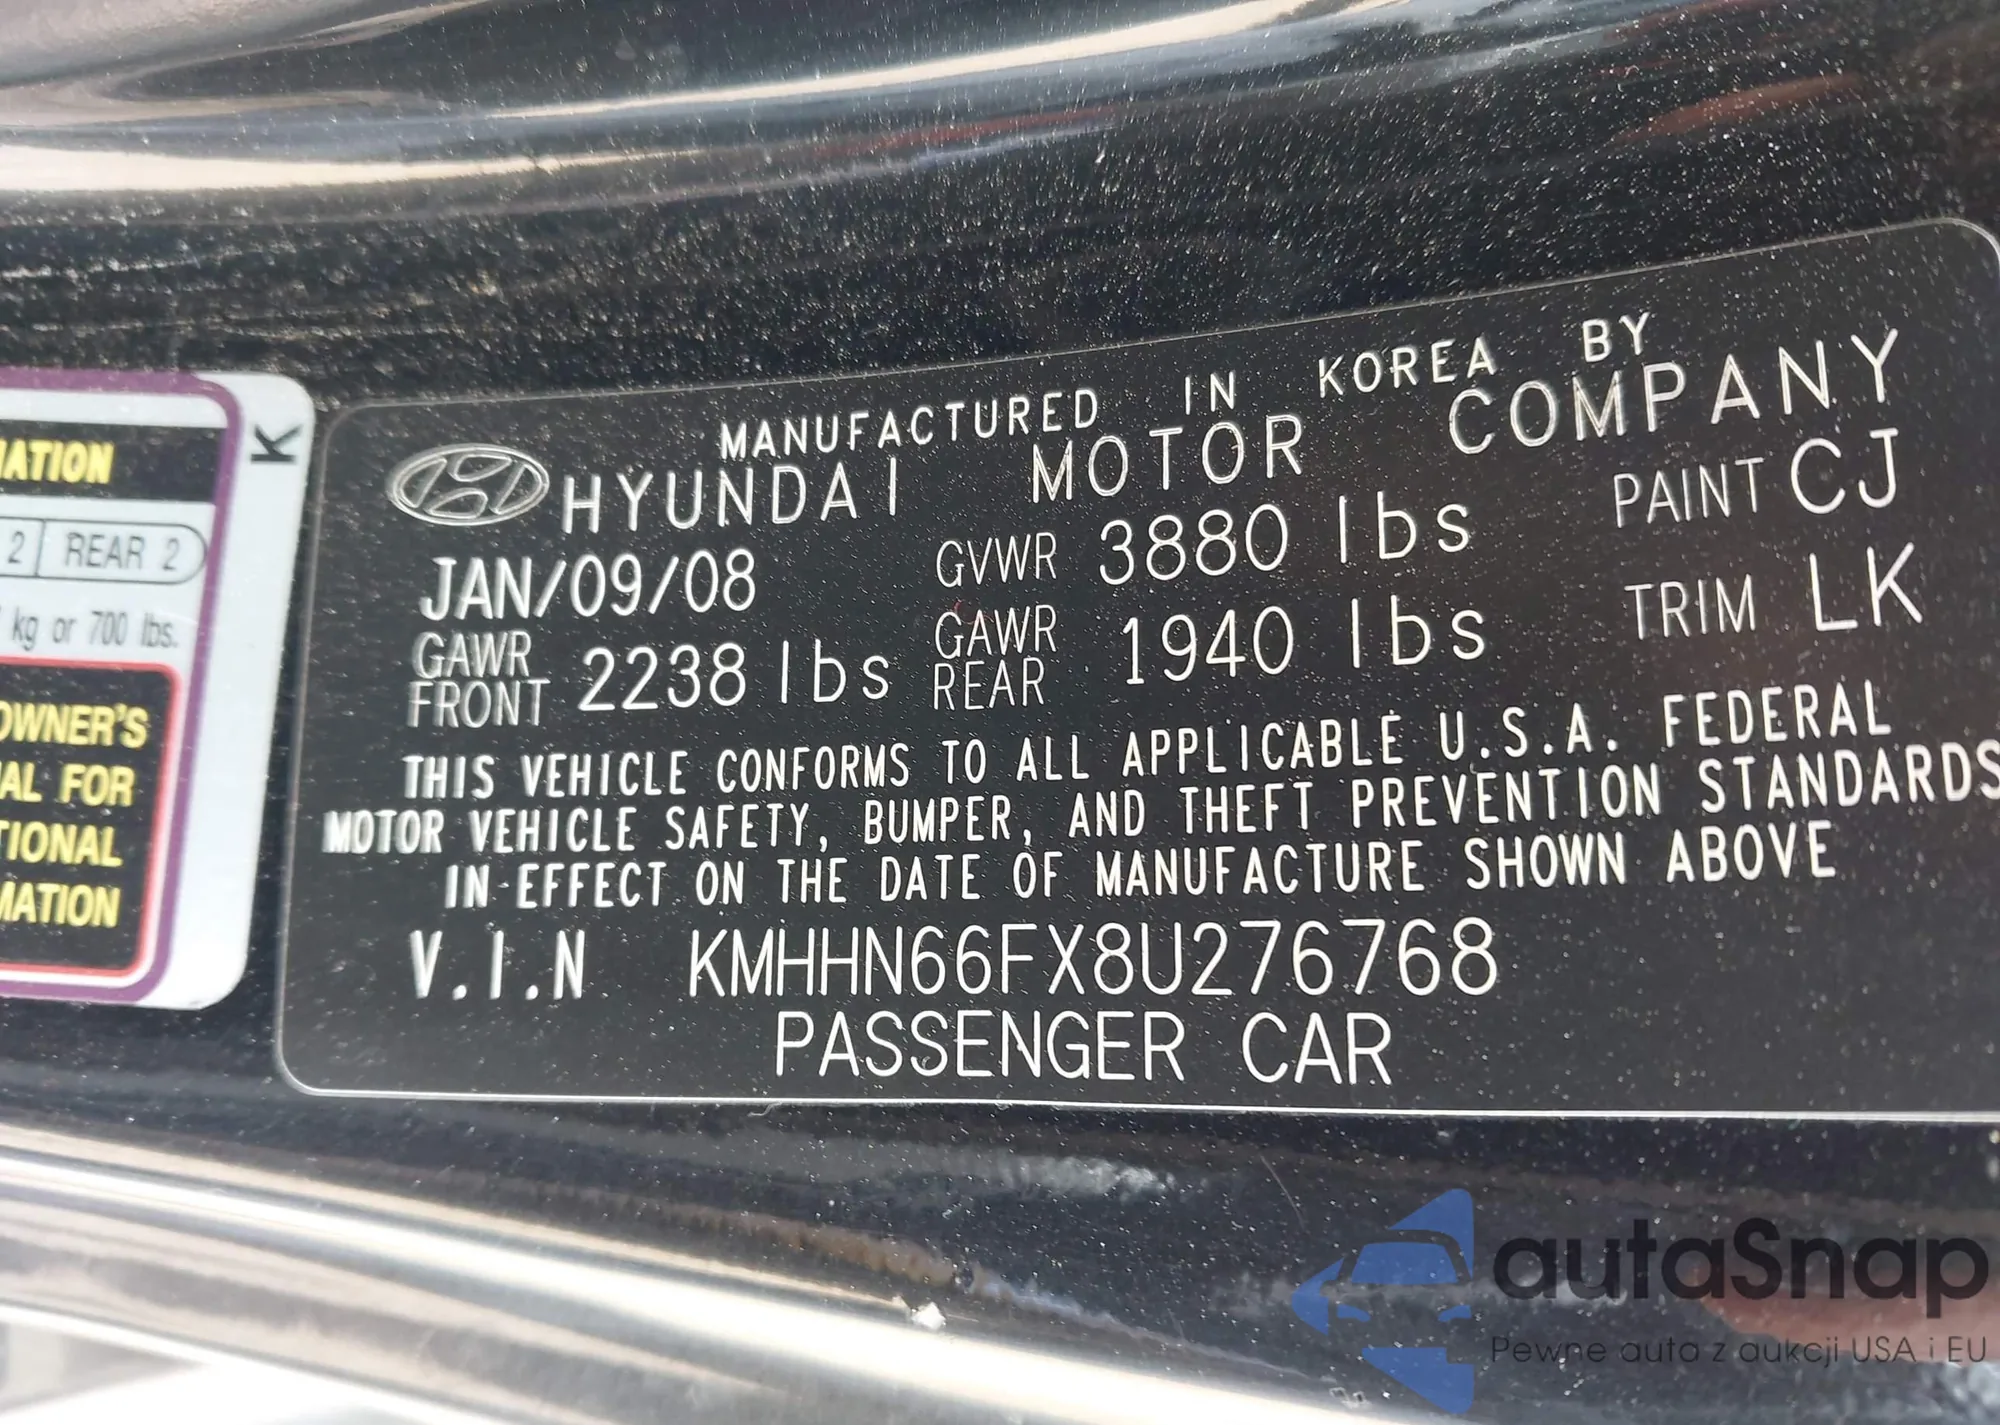 MANUFACTURED IN KOREA BY
HYUNDAI MOTOR COMPANY
JAN/09/08 GVWR 3880 lbs PAINT CJ
GAWR FRONT 2238 lbs GAWR REAR 1940 lbs TRIM LK
THIS VEHICLE CONFORMS TO ALL APPLICABLE U.S.A. FEDERAL
MOTOR VEHICLE SAFETY, BUMPER, AND THEFT PREVENTION STANDARDS
IN EFFECT ON THE DATE OF MANUFACTURE SHOWN ABOVE
V.I.N KMHHN66FX8U276768
PASSENGER CAR
K
MATION
2 REAR 2
kg or 700 lbs.
OWNER'S
AL FOR
TIONAL
MATION
autaSnap
Pewne auta z aukcji USA i EU